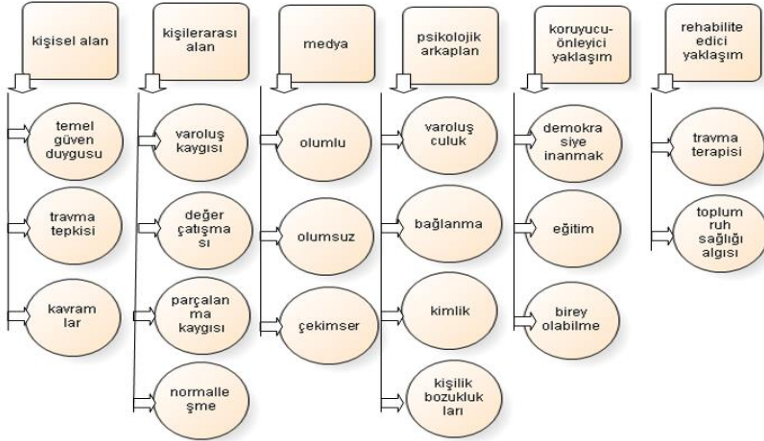 kişisel alan
temel
güven
duygusu
travma
tepkisi
kavram
lar
kişilerarası
alan
varoluş
kaygısı
değer
çatışma
sı
parçalan
ma
kaygısı
normalle
şme
medya
olumlu
olumsuz
çekimser
psikolojik
arkaplan
varoluş
culuk
bağlanma
kimlik
kişilik
bozukluk
ları
koruyucu-
önleyici
yaklaşım
demokra
siye
inanmak
eğitim
birey
olabilme
rehabilite
edici
yaklaşım
travma
terapisi
toplum
ruh
sağlığı
algısı